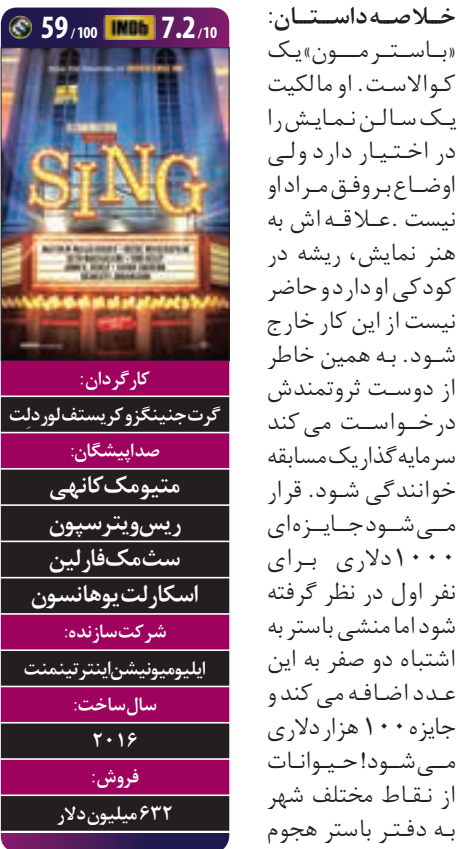 خلاصه داستان:
«باستر مون» یک
کوالاست. او مالکیت
یک سالن نمایش را
در اختیار دارد ولی
اوضاع بر وفق مراد او
نیست. علاقه اش به
هنر نمایش، ریشه در
کودکی او دارد و حاضر
نیست از این کار خارج
شود. به همین خاطر
از دوست ثروتمندش
درخواست می کند
سرمایه گذار یک مسابقه
خوانندگی شود. قرار
می شود جایزه ای
۱۰۰۰ دلاری برای
نفر اول در نظر گرفته
شود اما منشی باستر به
اشتباه دو صفر به این
عدد اضافه می کند و
جایزه ۱۰۰ هزار دلاری
می شود! حیوانات
از نقاط مختلف شهر
به دفتر باستر هجوم
59/100 IMDb 7.2/10
SING
کارگردان:
گرت جنینگز و کریستف لوردلِت
صداپیشگان:
متیو مک کانهی
ریس ویترسپون
سث مک فارلین
اسکارلت یوهانسون
شرکت سازنده:
ایلیومیونیشن اینترتینمنت
سال ساخت:
۲۰۱۶
فروش:
۶۳۲ میلیون دلار